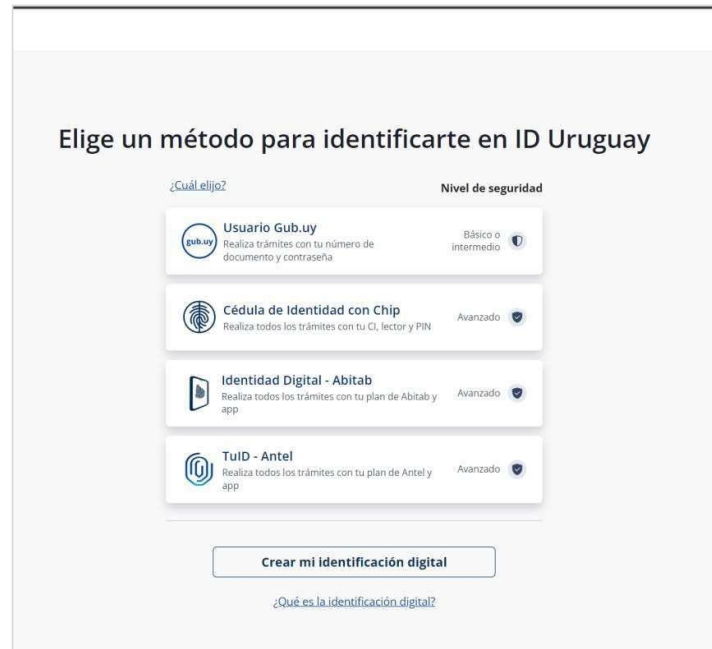 Elige un método para identificarte en ID Uruguay
¿Cuál elijo?
Nivel de seguridad
gub.uy
Usuario Gub.uy
Realiza trámites con tu número de
documento y contraseña
Básico o
intermedio
Cédula de Identidad con Chip
Realiza todos los trámites con tu CI, lector y PIN
Avanzado
Identidad Digital - Abitab
Realiza todos los trámites con tu plan de Abitab y
app
Avanzado
TuID - Antel
Realiza todos los trámites con tu plan de Antel y
app
Avanzado
Crear mi identificación digital
¿Qué es la identificación digital?